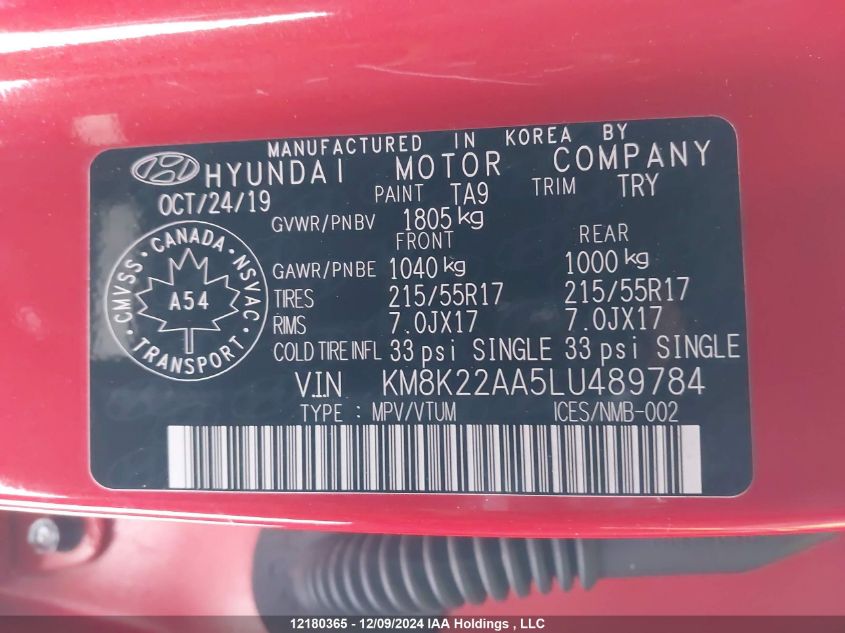 MANUFACTURED IN KOREA BY
HYUNDAI MOTOR COMPANY
OCT/24/19 PAINT TA9 TRIM TRY
GVWR/PNBV 1805 kg
FRONT REAR
GAWR/PNBE 1040 kg 1000 kg
TIRES 215/55R17 215/55R17
RIMS 7.0JX17 7.0JX17
COLD TIRE INFL 33 psi SINGLE 33 psi SINGLE
CMVSS · CANADA · NSVAC
A54
TRANSPORT
V.I.N KM8K22AA5LU489784
TYPE : MPV/VTUM ICES/NMB-002
12180365 - 12/09/2024 IAA Holdings , LLC